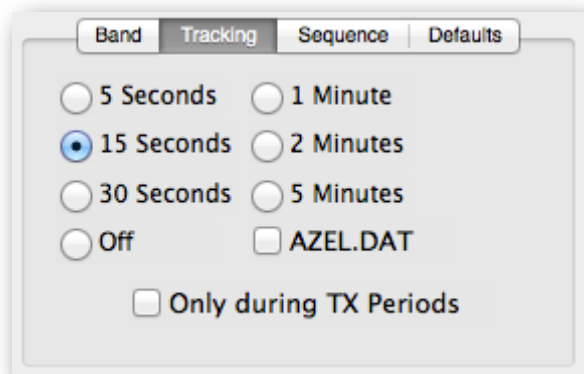 Band Tracking Sequence Defaults
5 Seconds 1 Minute
15 Seconds 2 Minutes
30 Seconds 5 Minutes
Off AZEL.DAT
Only during TX Periods